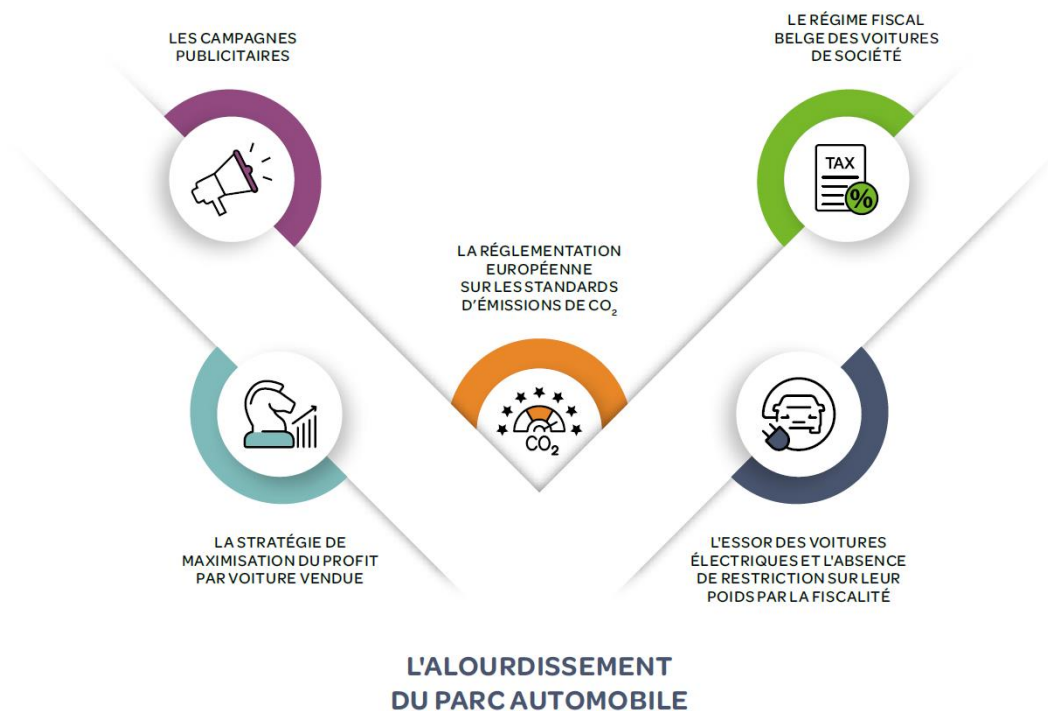 LES CAMPAGNES
PUBLICITAIRES
LE RÉGIME FISCAL
BELGE DES VOITURES
DE SOCIÉTÉ
TAX
%
LA RÉGLEMENTATION
EUROPÉENNE
SUR LES STANDARDS
D'ÉMISSIONS DE CO₂
CO₂
LA STRATÉGIE DE
MAXIMISATION DU PROFIT
PAR VOITURE VENDUE
L'ESSOR DES VOITURES
ÉLECTRIQUES ET L'ABSENCE
DE RESTRICTION SUR LEUR
POIDS PAR LA FISCALITÉ
L'ALOURDISSEMENT
DU PARC AUTOMOBILE